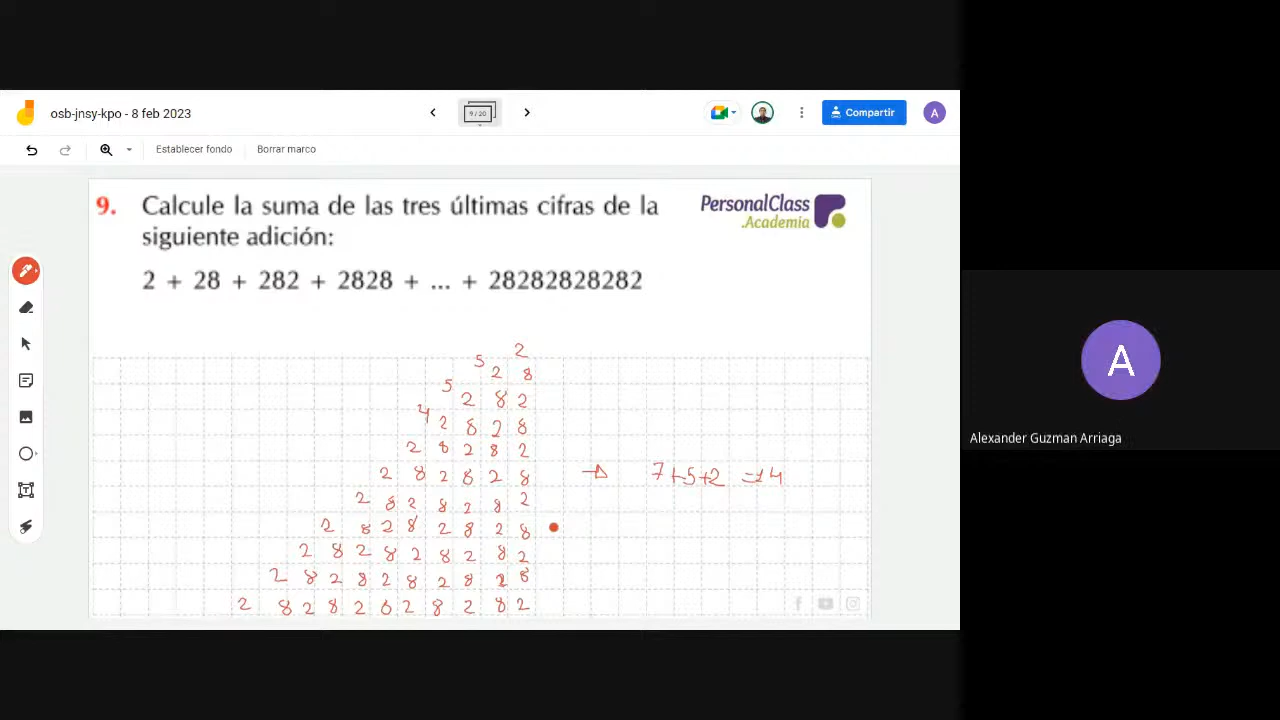 osb-jnsy-kpo - 8 feb 2023
9 / 20
Compartir
A
Establecer fondo
Borrar marco
9. Calcule la suma de las tres últimas cifras de la
siguiente adición:
PersonalClass
.Academia
2 + 28 + 282 + 2828 + ... + 28282828282
2
5
2 8
5
2 8 2
4
2 8 2 8
2 8 2 8 2
2 8 2 8 2 8
→ 7+5+2 =14
2 8 2 8 2 8 2
2 8 2 8 2 8 2 8
2 8 2 8 2 8 2 8 2
2 8 2 8 2 8 2 8 2 8
2 8 2 8 2 8 2 8 2 8 2
A
Alexander Guzman Arriaga